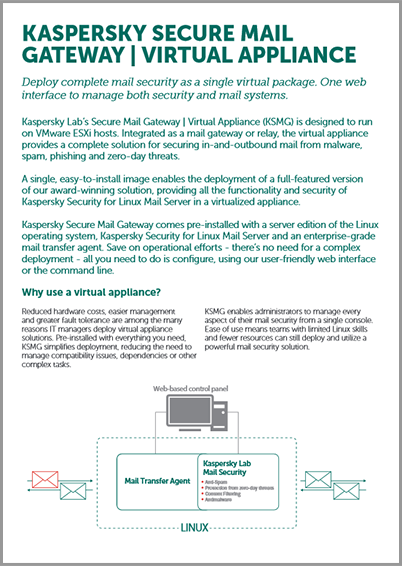 KASPERSKY SECURE MAIL
GATEWAY | VIRTUAL APPLIANCE
Deploy complete mail security as a single virtual package. One web
interface to manage both security and mail systems.
Kaspersky Lab's Secure Mail Gateway | Virtual Appliance (KSMG) is designed to run
on VMware ESXi hosts. Integrated as a mail gateway or relay, the virtual appliance
provides a complete solution for securing in-and-outbound mail from malware,
spam, phishing and zero-day threats.
A single, easy-to-install image enables the deployment of a full-featured version
of our award-winning solution, providing all the functionality and security of
Kaspersky Security for Linux Mail Server in a virtualized appliance.
Kaspersky Secure Mail Gateway comes pre-installed with a server edition of the Linux
operating system, Kaspersky Security for Linux Mail Server and an enterprise-grade
mail transfer agent. Save on operational efforts - there's no need for a complex
deployment - all you need to do is configure, using our user-friendly web interface
or the command line.
Why use a virtual appliance?
Reduced hardware costs, easier management
and greater fault tolerance are among the many
reasons IT managers deploy virtual appliance
solutions. Pre-installed with everything you need,
KSMG simplifies deployment, reducing the need to
manage compatibility issues, dependencies or other
complex tasks.
KSMG enables administrators to manage every
aspect of their mail security from a single console.
Ease of use means teams with limited Linux skills
and fewer resources can still deploy and utilize a
powerful mail security solution.
Web-based control panel
Mail Transfer Agent
Kaspersky Lab
Mail Security
• Anti-Spam
• Protection from zero-day threats
• Content Filtering
• Antimalware
LINUX